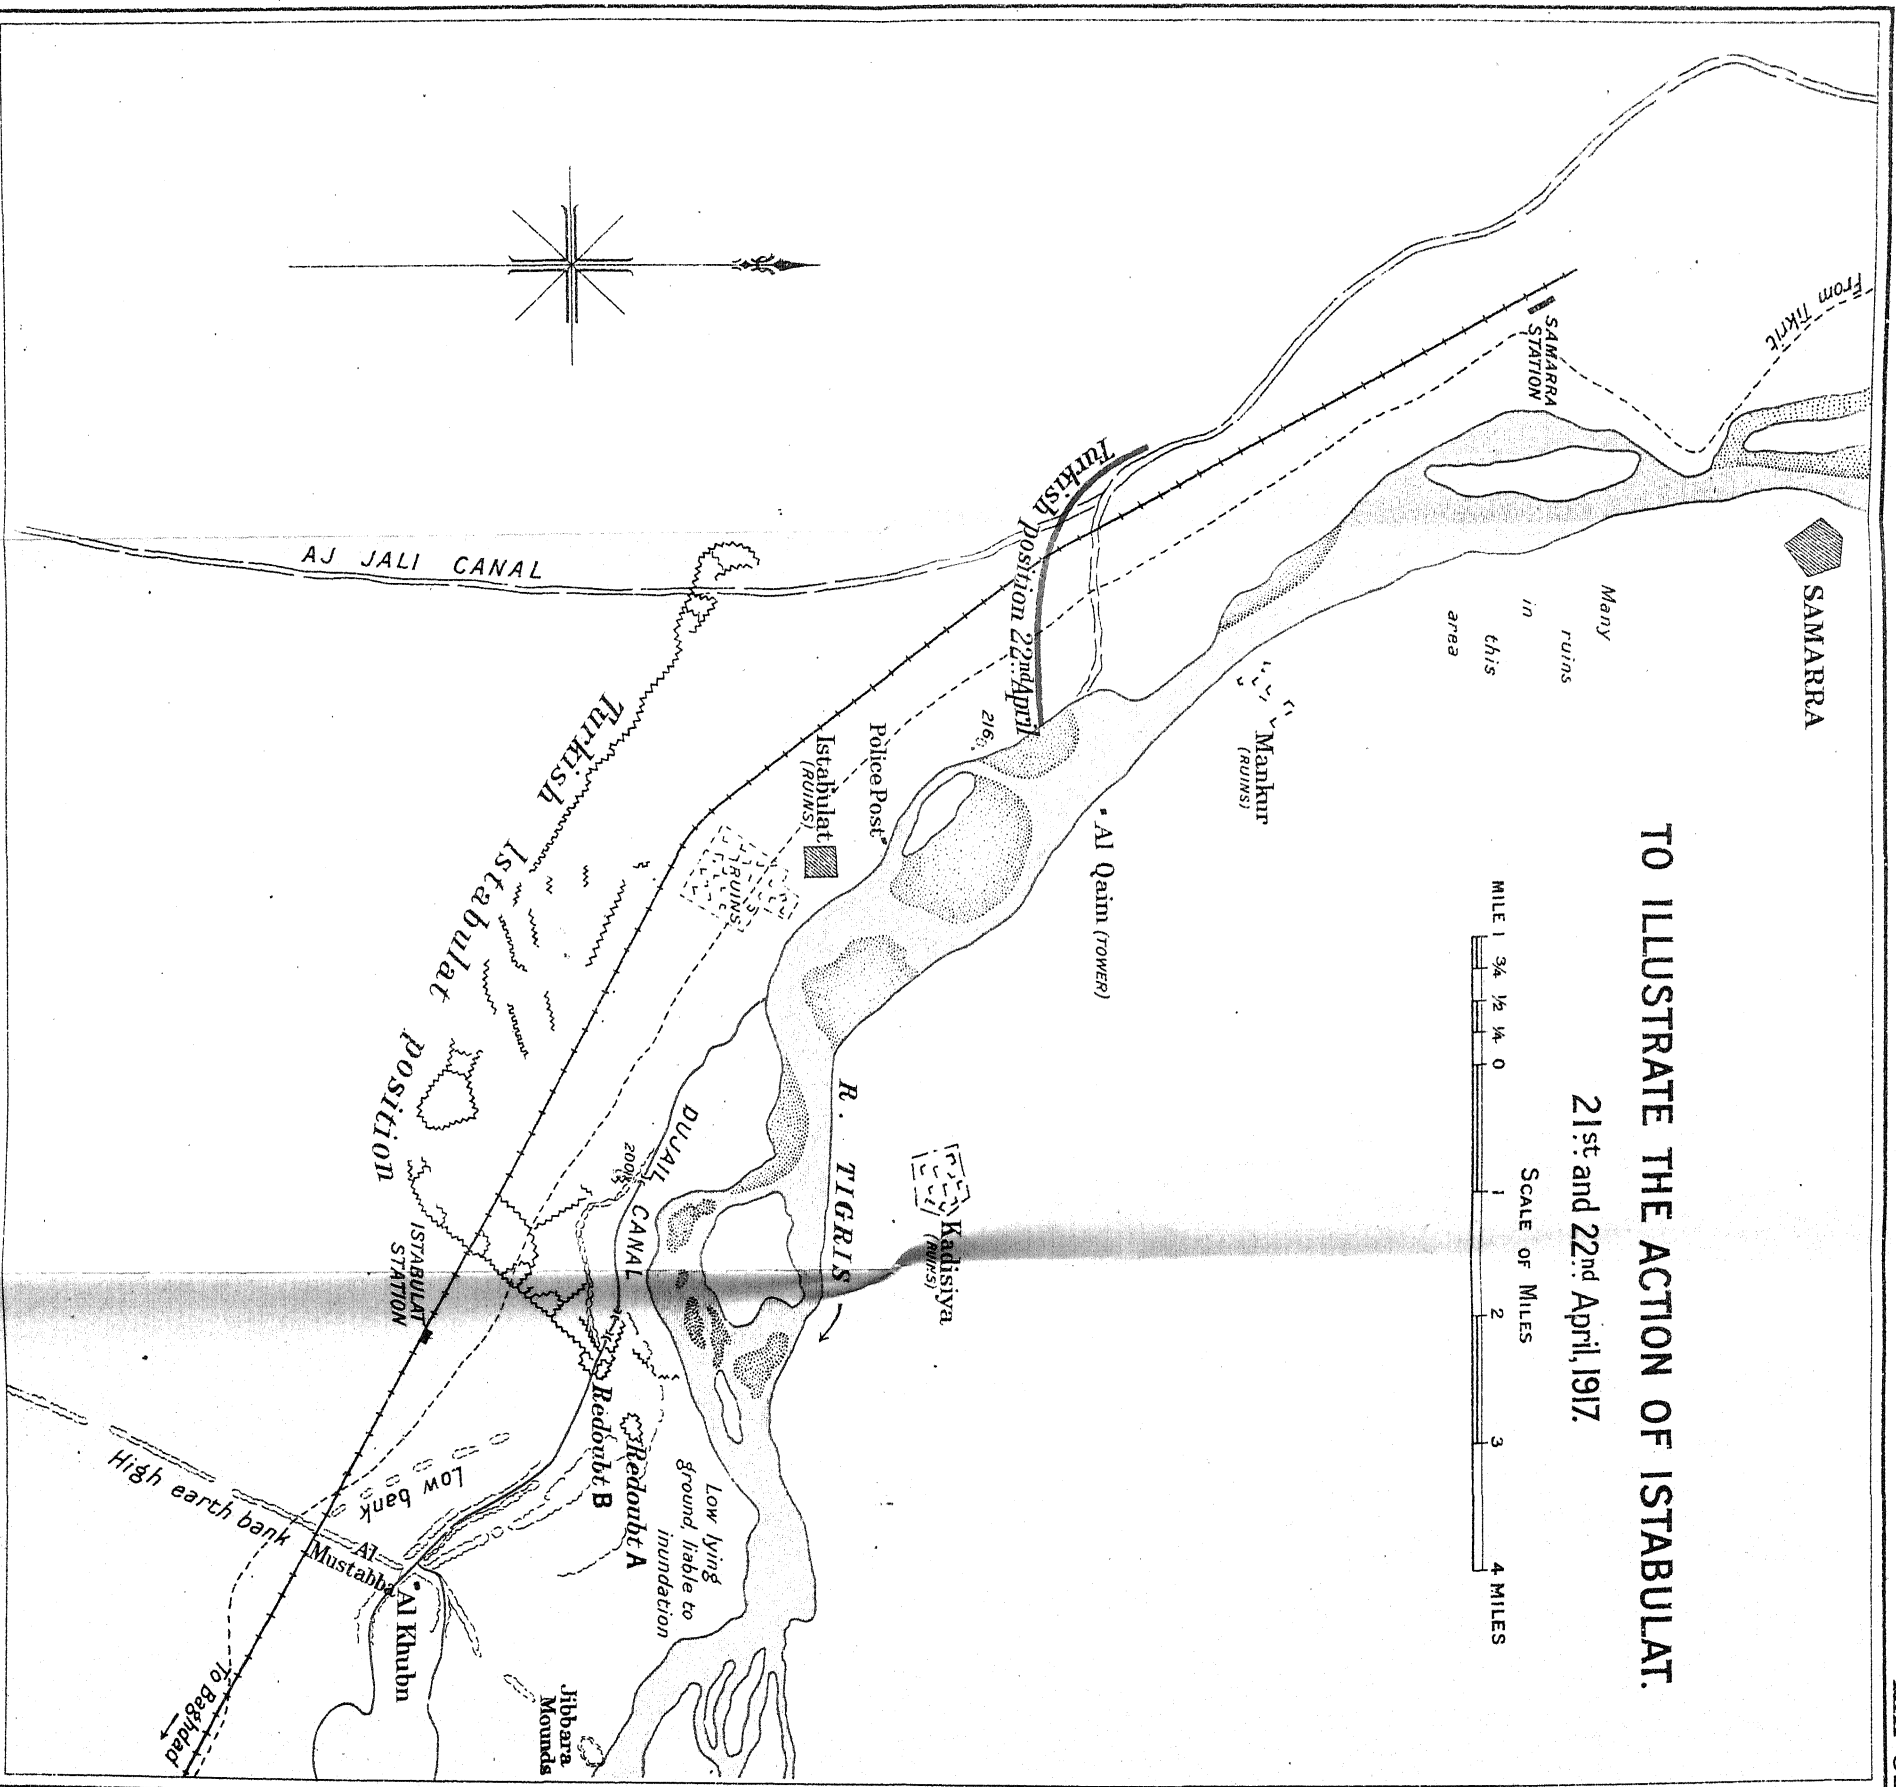 TO ILLUSTRATE THE ACTION OF ISTABULAT.
21st and 22nd April, 1917.
SCALE OF MILES
MILE 1 ¾ ½ ¼ 0 1 2 3 4 MILES
SAMARRA
From Tikrit
SAMARRA
STATION
Many
ruins
in
this
area
Mankur
(RUINS)
Al Qaim (TOWER)
Turkish position 22nd April
216
Police Post
Istabulat
(RUINS)
RUINS
AJ JALI CANAL
Turkish Istabulat position
R. TIGRIS
Kadisiya
(RUINS)
DUJAIL CANAL
200
ISTABULAT
STATION
Redoubt B
Redoubt A
Low lying
ground, liable to
inundation
Low bank
High earth bank
Al
Mustabba
Al Khubn
Jibbara
Mounds
To Baghdad